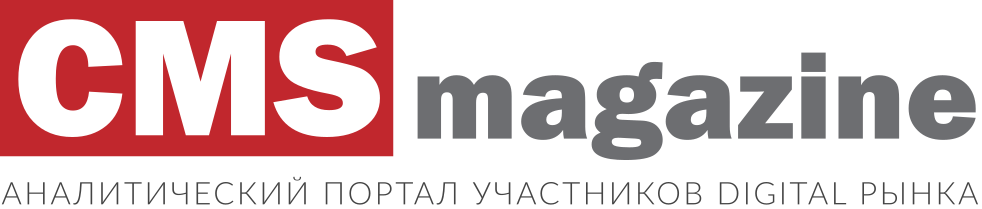 CMS magazine
АНАЛИТИЧЕСКИЙ ПОРТАЛ УЧАСТНИКОВ DIGITAL РЫНКА